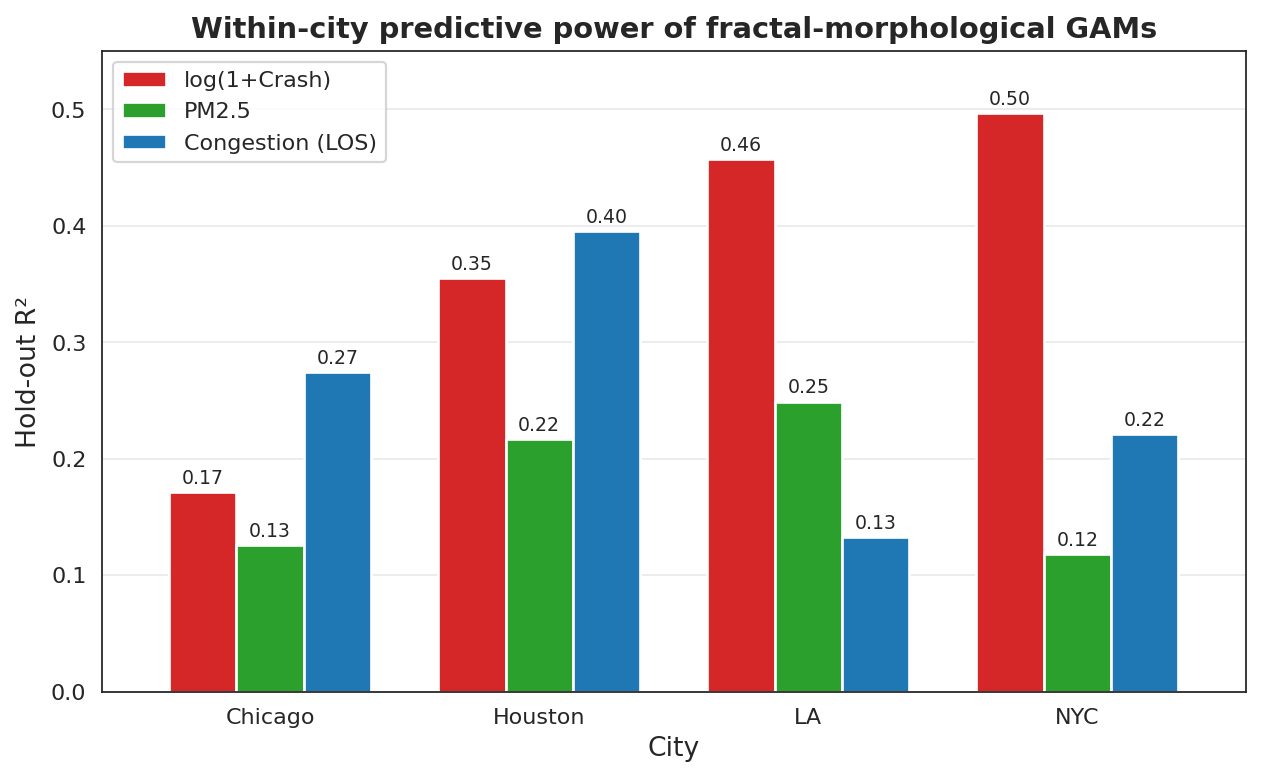 Within-city predictive power of fractal-morphological GAMs
log(1+Crash)
PM2.5
Congestion (LOS)
Hold-out R²
0.5
0.4
0.3
0.2
0.1
0.0
0.17
0.13
0.27
0.35
0.22
0.40
0.46
0.25
0.13
0.50
0.12
0.22
Chicago
Houston
LA
NYC
City